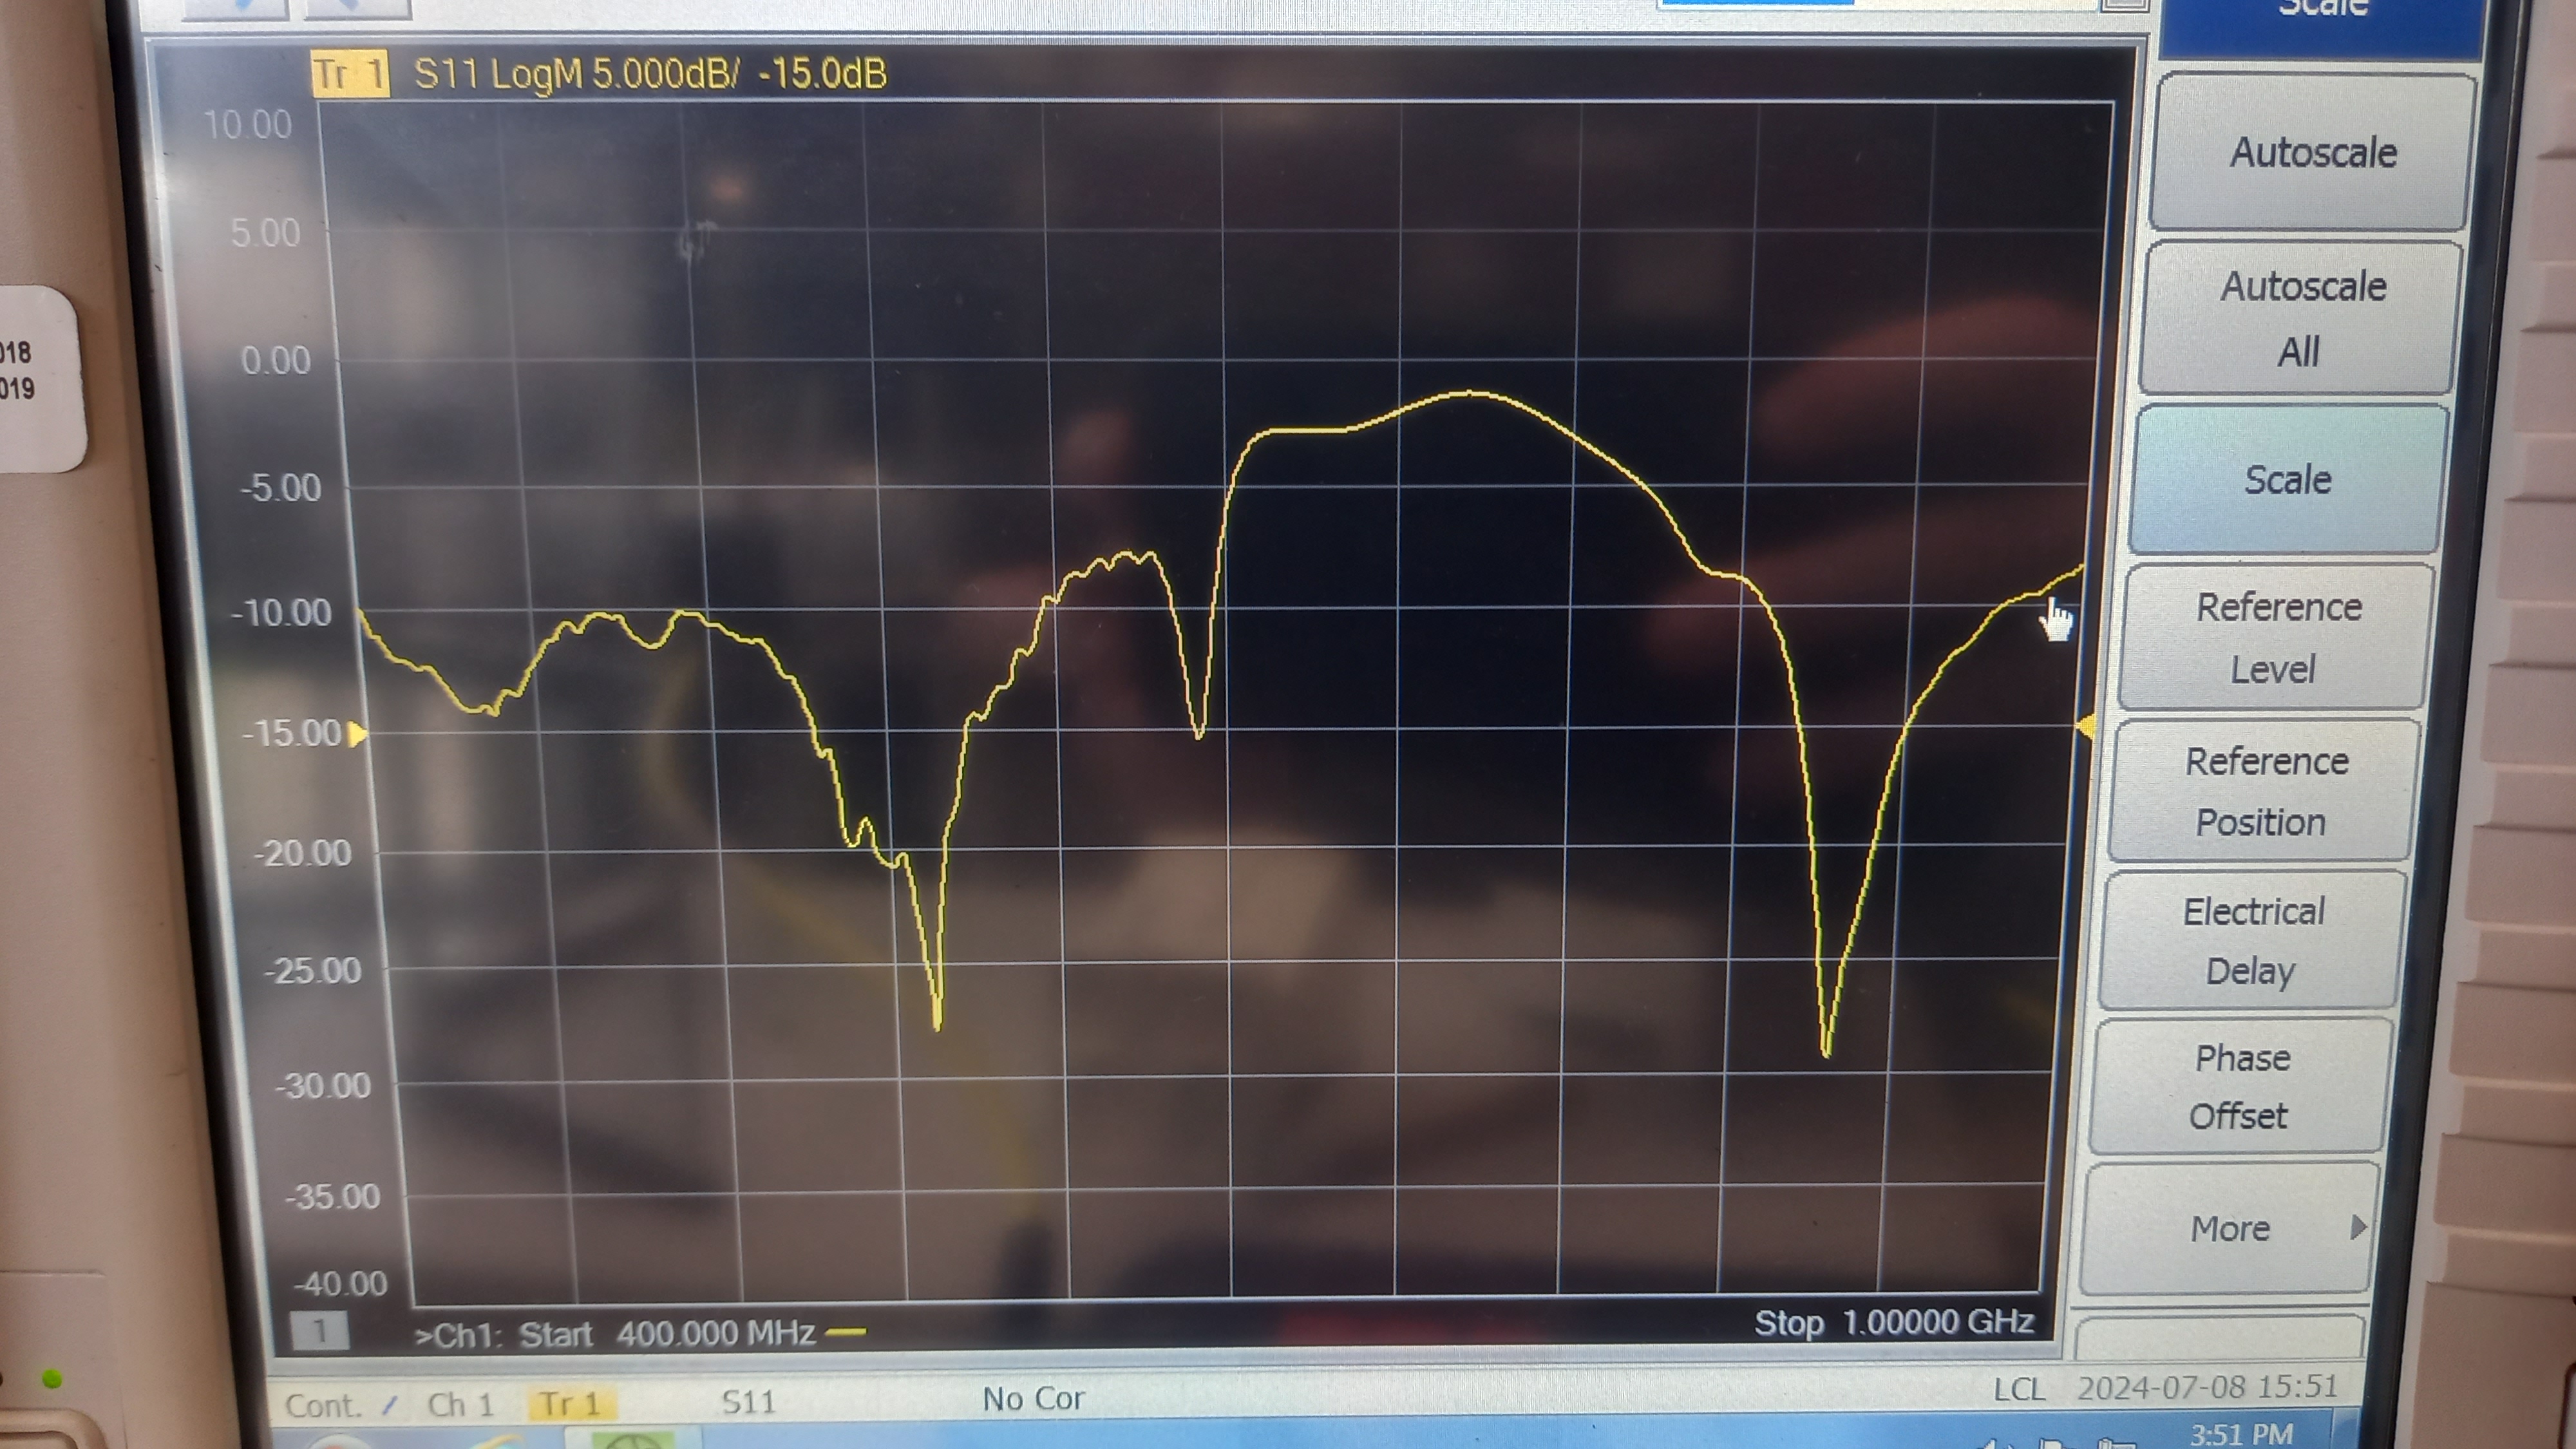 Scale
Tr 1 S11 LogM 5.000dB/ -15.0dB
10.00
5.00
0.00
-5.00
-10.00
-15.00
-20.00
-25.00
-30.00
-35.00
-40.00
1 >Ch1: Start 400.000 MHz Stop 1.00000 GHz
Cont. Ch 1 Tr 1 S11 No Cor LCL 2024-07-08 15:51
3:51 PM
Autoscale
Autoscale
All
Scale
Reference
Level
Reference
Position
Electrical
Delay
Phase
Offset
More
018
019